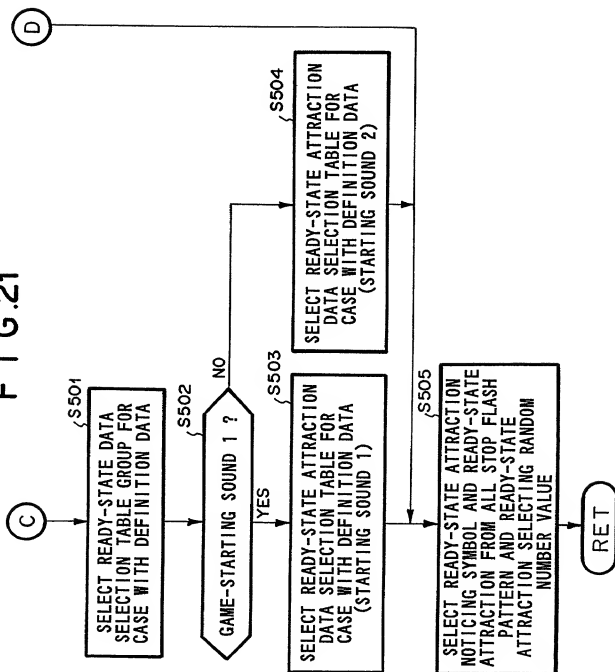 FIG.21
C
D
S501
SELECT READY-STATE DATA
SELECTION TABLE GROUP FOR
CASE WITH DEFINITION DATA
S502
GAME-STARTING SOUND 1 ?
NO
YES
S503
SELECT READY-STATE ATTRACTION
DATA SELECTION TABLE FOR
CASE WITH DEFINITION DATA
(STARTING SOUND 1)
S504
SELECT READY-STATE ATTRACTION
DATA SELECTION TABLE FOR
CASE WITH DEFINITION DATA
(STARTING SOUND 2)
S505
SELECT READY-STATE ATTRACTION
NOTICING SYMBOL AND READY-STATE
ATTRACTION FROM ALL STOP FLASH
PATTERN AND READY-STATE
ATTRACTION SELECTING RANDOM
NUMBER VALUE
RET